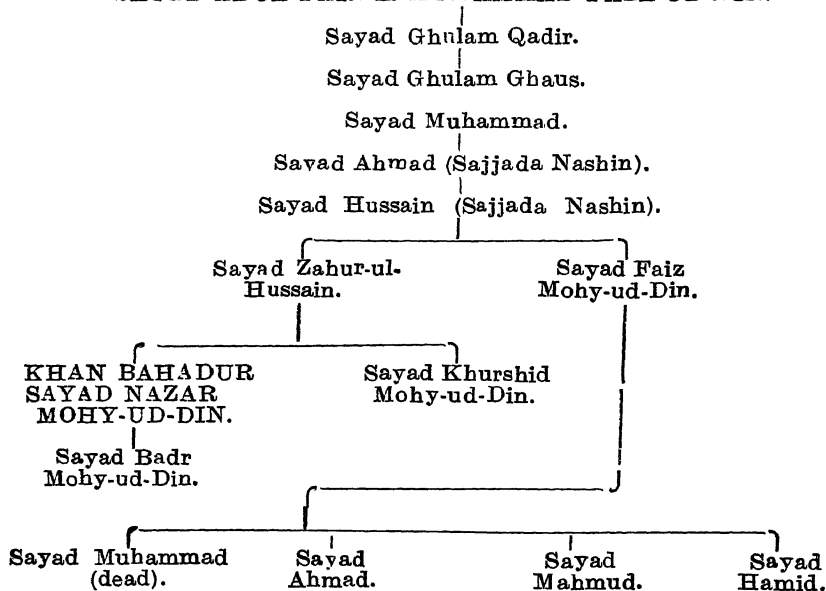 Sayad Ghulam Qadir.
Sayad Ghulam Ghaus.
Sayad Muhammad.
Sayad Ahmad (Sajjada Nashin).
Sayad Hussain (Sajjada Nashin).
Sayad Zahur-ul-
Hussain.
Sayad Faiz
Mohy-ud-Din.
KHAN BAHADUR
SAYAD NAZAR
MOHY-UD-DIN.
Sayad Khurshid
Mohy-ud-Din.
Sayad Badr
Mohy-ud-Din.
Sayad Muhammad
(dead).
Sayad
Ahmad.
Sayad
Mahmud.
Sayad
Hamid.